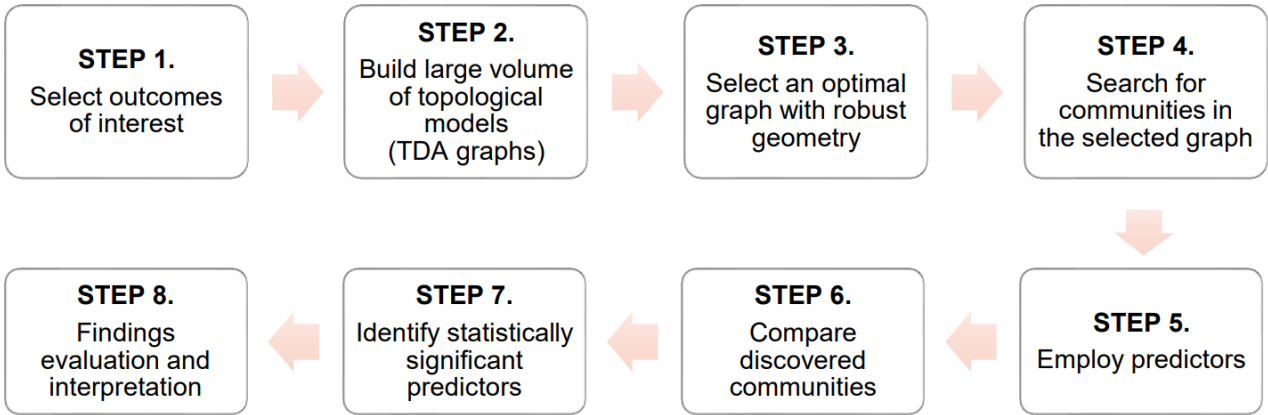 STEP 1.
Select outcomes
of interest
STEP 2.
Build large volume
of topological
models
(TDA graphs)
STEP 3.
Select an optimal
graph with robust
geometry
STEP 4.
Search for
communities in
the selected graph
STEP 5.
Employ predictors
STEP 6.
Compare
discovered
communities
STEP 7.
Identify statistically
significant
predictors
STEP 8.
Findings
evaluation and
interpretation